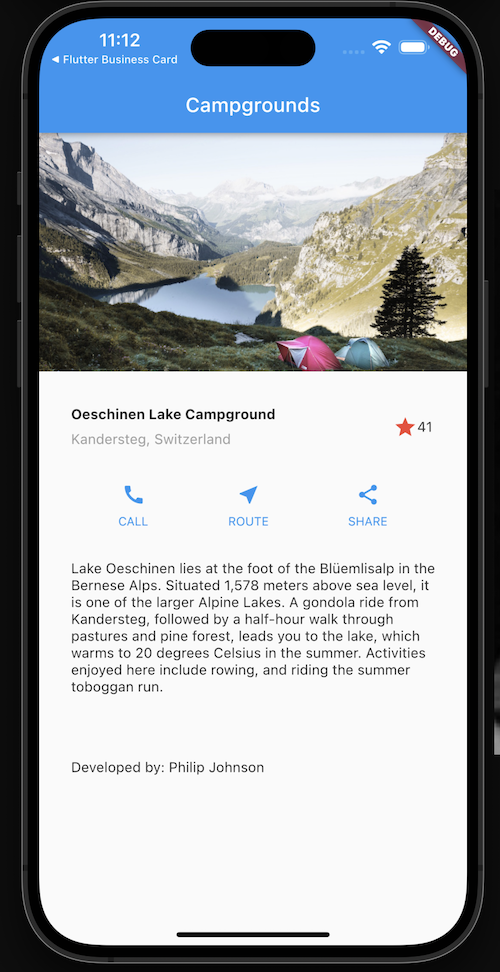 11:12
◀ Flutter Business Card
DEBUG
Campgrounds
Oeschinen Lake Campground
Kandersteg, Switzerland
41
CALL
ROUTE
SHARE
Lake Oeschinen lies at the foot of the Blüemlisalp in the
Bernese Alps. Situated 1,578 meters above sea level, it
is one of the larger Alpine Lakes. A gondola ride from
Kandersteg, followed by a half-hour walk through
pastures and pine forest, leads you to the lake, which
warms to 20 degrees Celsius in the summer. Activities
enjoyed here include rowing, and riding the summer
toboggan run.
Developed by: Philip Johnson